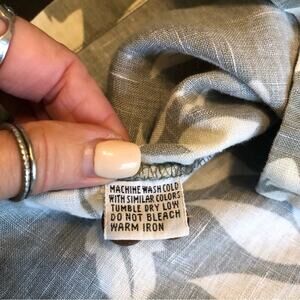 MACHINE WASH COLD
WITH SIMILAR COLORS
TUMBLE DRY LOW
DO NOT BLEACH
WARM IRON